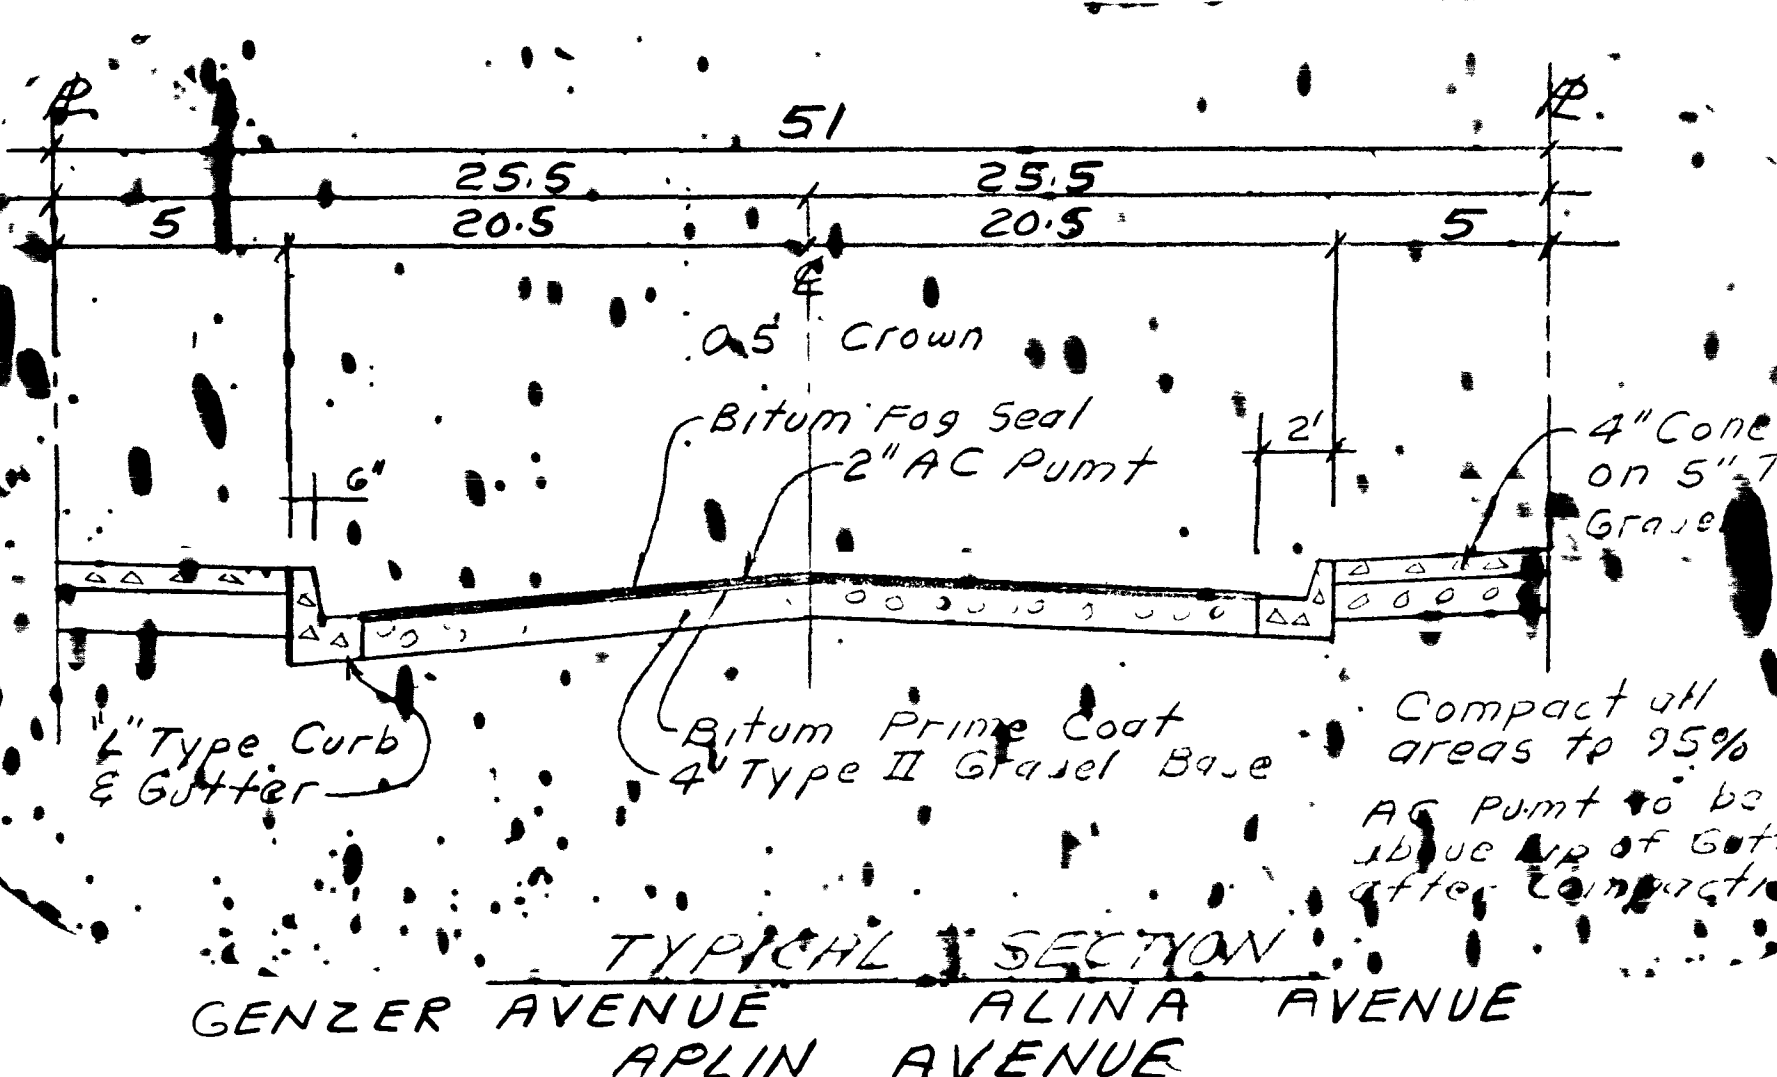 ℄
℄
51
25.5 25.5
5 20.5 20.5 5
℄
0.5' Crown
Bitum Fog Seal
2" AC Pvmt
2'
6"
4" Conc
on 5" T
Gravel
"L" Type Curb
& Gutter
Bitum Prime Coat
4" Type II Gravel Base
Compact all
areas to 95%
AC Pvmt to be
above of Gutt
after Compacti
TYPICAL SECTION
GENZER AVENUE ALINA AVENUE
APLIN AVENUE